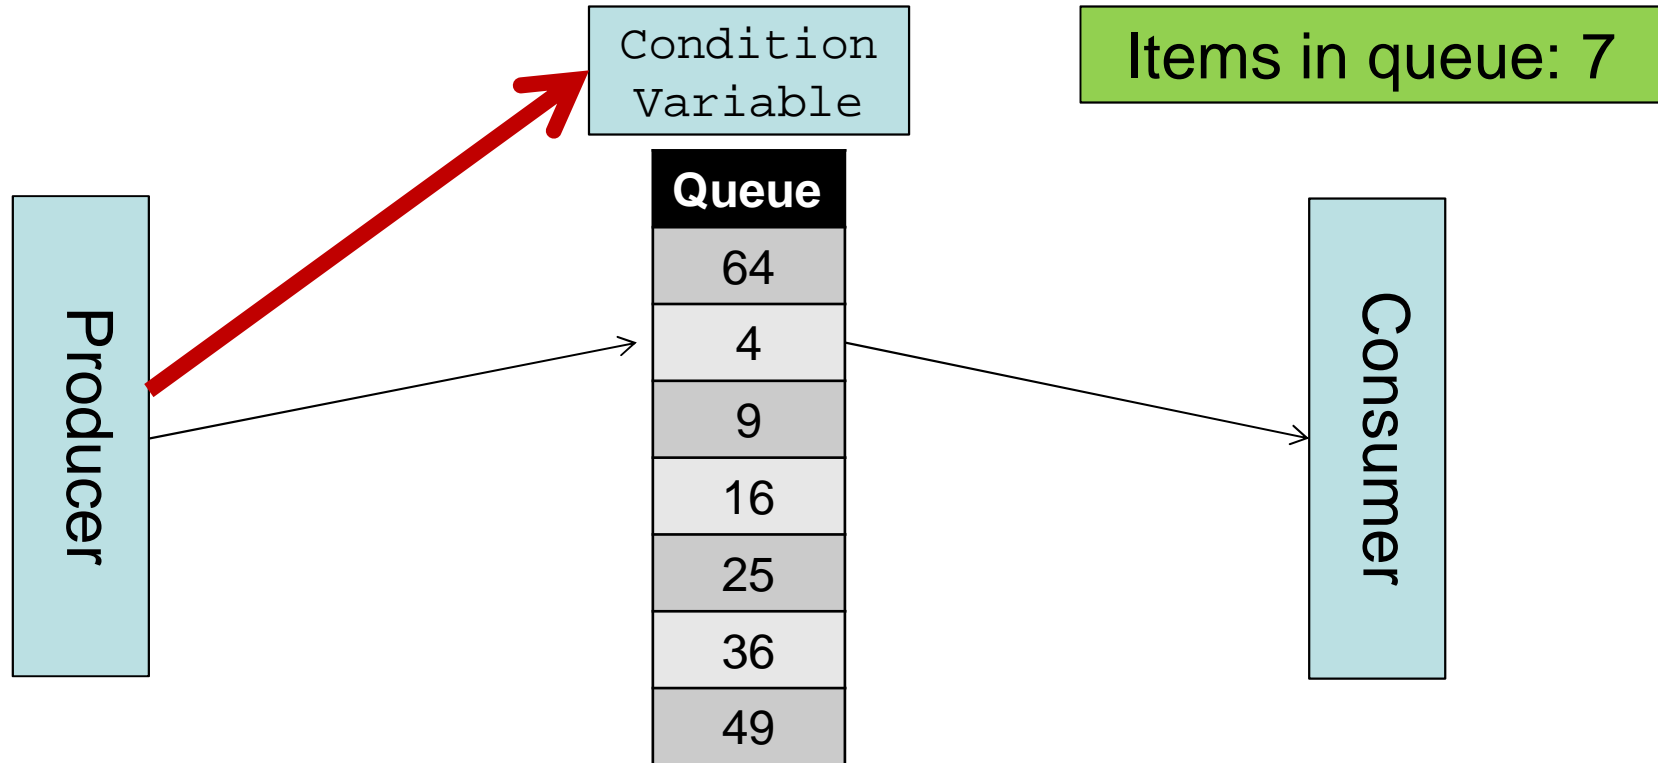 Condition
Variable
Items in queue: 7
Queue
64
4
9
16
25
36
49
Producer
Consumer